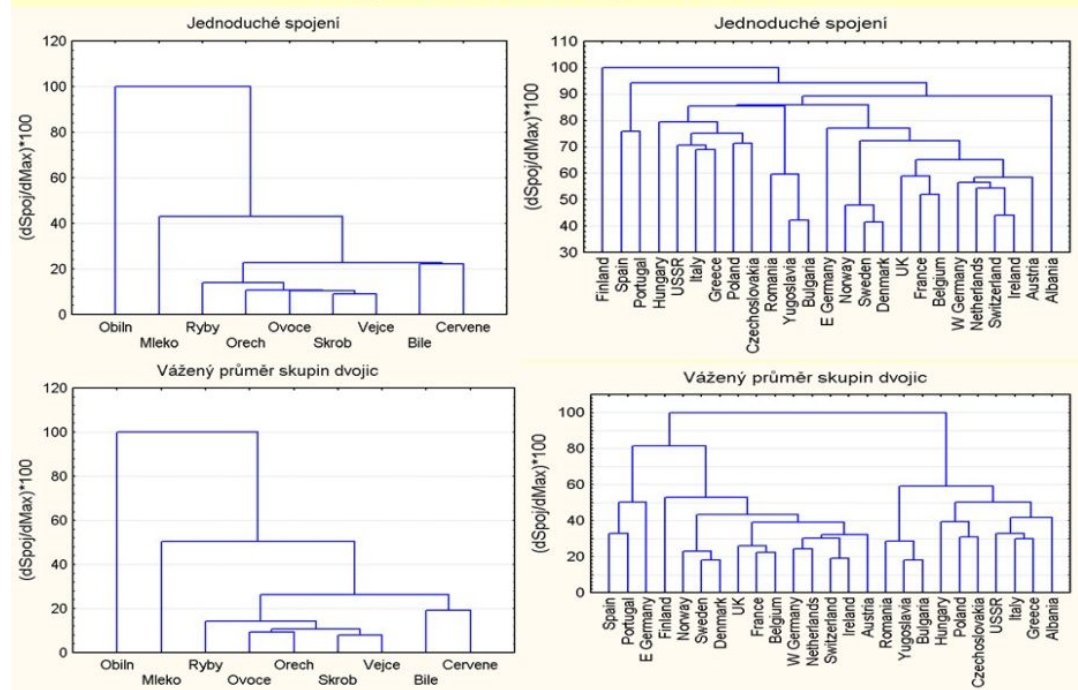 Jednoduché spojení
(dSpoj/dMax)*100
120
100
80
60
40
20
0
Obiln
Mleko
Ryby
Orech
Ovoce
Skrob
Vejce
Bile
Cervene
Jednoduché spojení
(dSpoj/dMax)*100
110
100
90
80
70
60
50
40
30
Finland
Spain
Portugal
Hungary
USSR
Italy
Greece
Poland
Czechoslovakia
Romania
Yugoslavia
Bulgaria
E Germany
Norway
Sweden
Denmark
UK
France
Belgium
W Germany
Netherlands
Switzerland
Ireland
Austria
Albania
Vážený průměr skupin dvojic
(dSpoj/dMax)*100
120
100
80
60
40
20
0
Obiln
Mleko
Ryby
Ovoce
Orech
Skrob
Vejce
Bile
Cervene
Vážený průměr skupin dvojic
(dSpoj/dMax)*100
100
80
60
40
20
0
Spain
Portugal
E Germany
Finland
Norway
Sweden
Denmark
UK
France
Belgium
W Germany
Netherlands
Switzerland
Ireland
Austria
Romania
Yugoslavia
Bulgaria
Hungary
Poland
Czechoslovakia
USSR
Italy
Greece
Albania